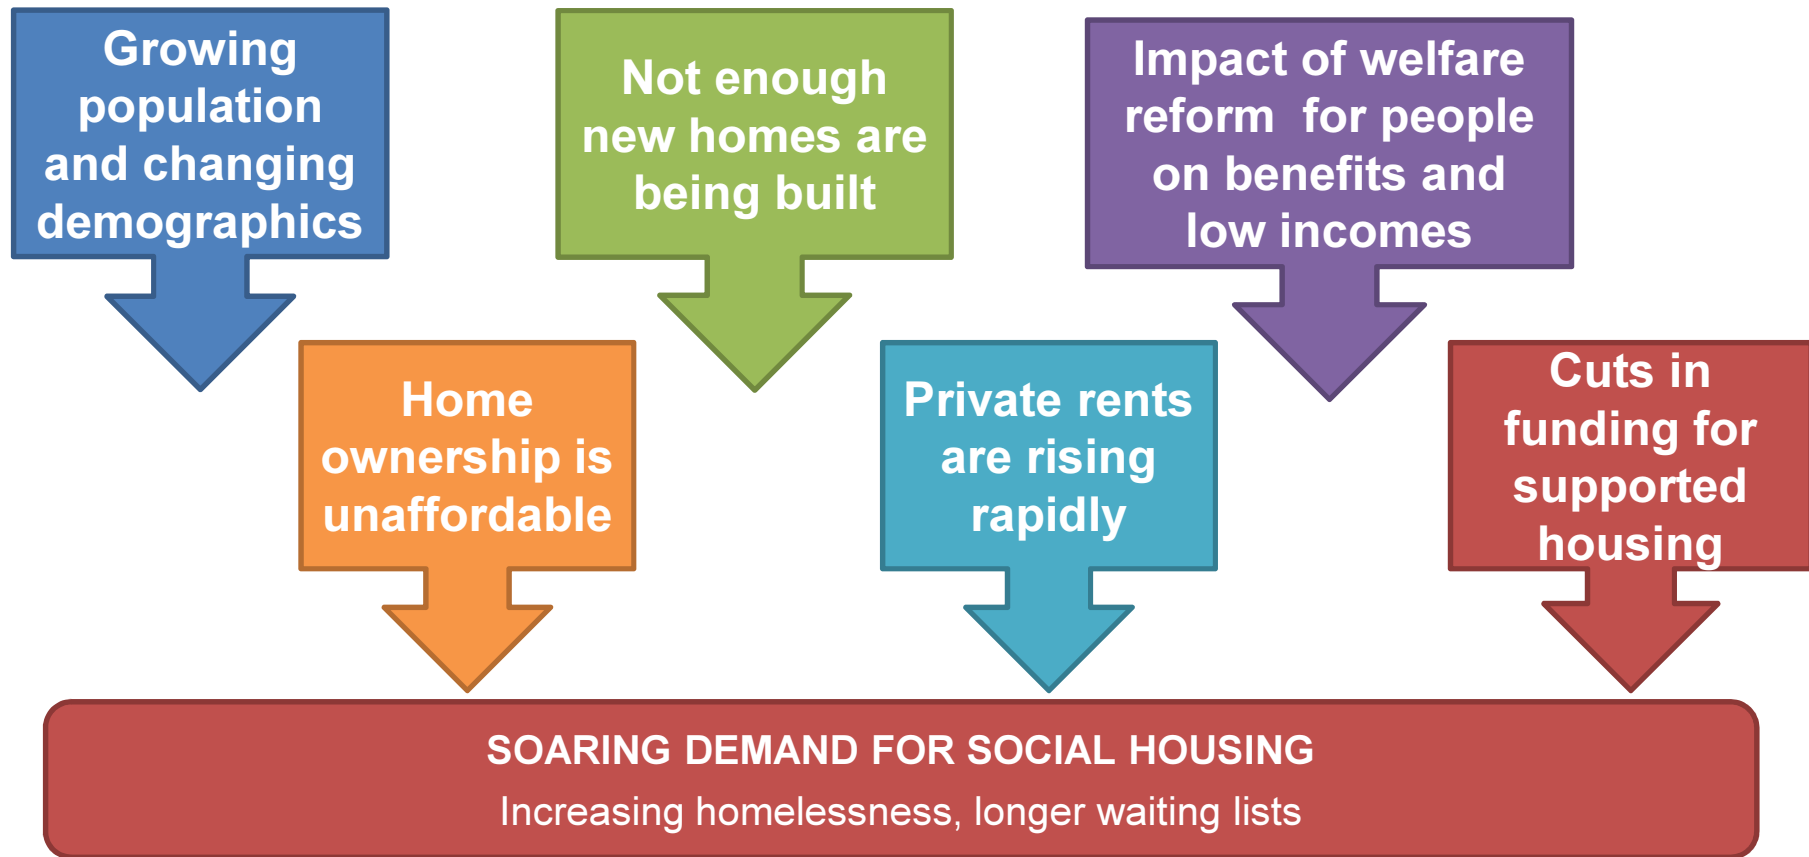 Growing
population
and changing
demographics
Not enough
new homes are
being built
Impact of welfare
reform  for people
on benefits and
low incomes
Home
ownership is
unaffordable
Private rents
are rising
rapidly
Cuts in
funding for
supported
housing
SOARING DEMAND FOR SOCIAL HOUSING
Increasing homelessness, longer waiting lists